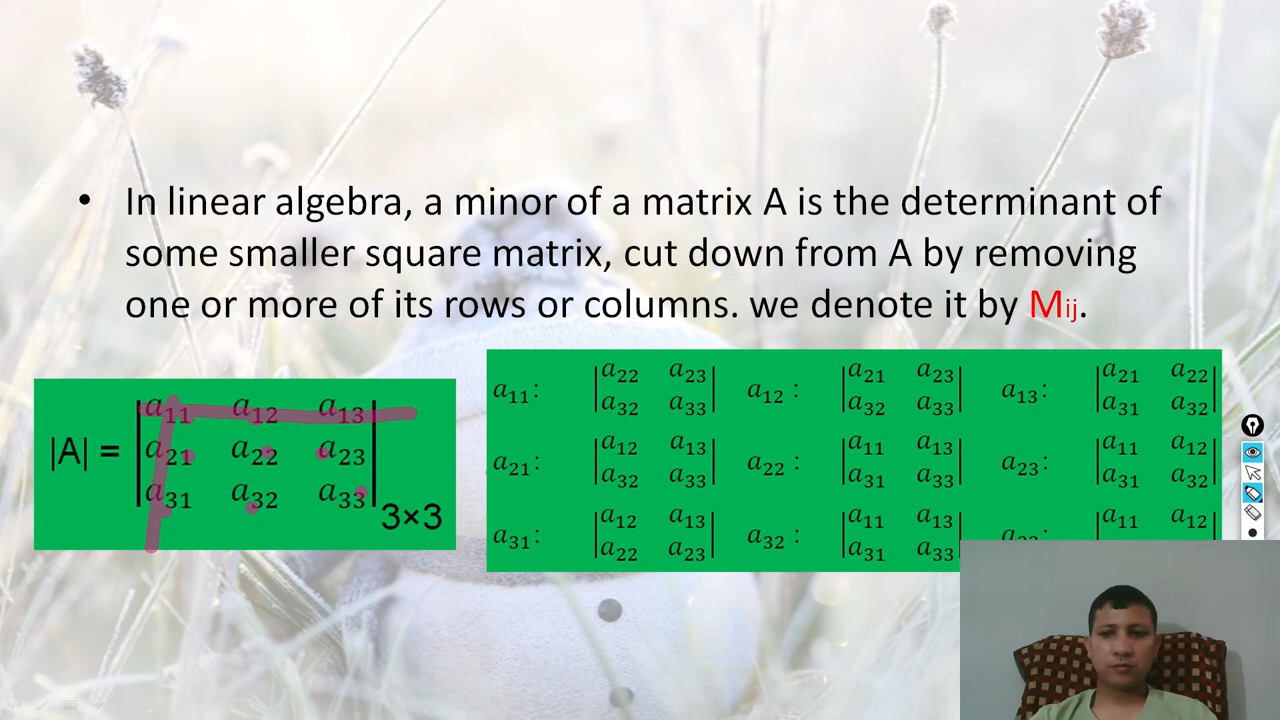 • In linear algebra, a minor of a matrix A is the determinant of
some smaller square matrix, cut down from A by removing
one or more of its rows or columns. we denote it by Mij.
|A| = | a11 a12 a13 |
| a21 a22 a23 |
| a31 a32 a33 | 3×3
a11: | a22 a23 | a12 : | a21 a23 | a13: | a21 a22 |
| a32 a33 | | a32 a33 | | a31 a32 |
a21: | a12 a13 | a22 : | a11 a13 | a23: | a11 a12 |
| a32 a33 | | a31 a33 | | a31 a32 |
a31: | a12 a13 | a32 : | a11 a13 | | a11 a12 |
| a22 a23 | | a31 a33 |